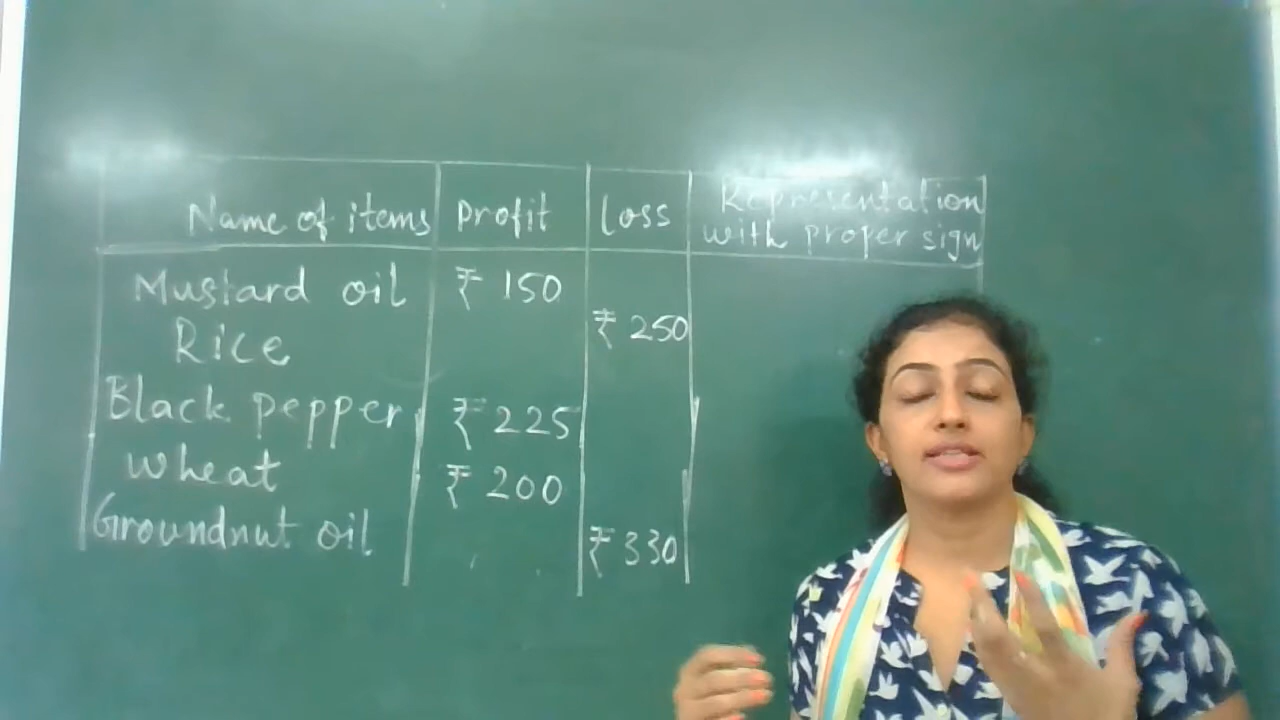 Name of items Profit Loss Representation
with proper sign
Mustard oil ₹ 150
Rice ₹ 250
Black pepper ₹ 225
Wheat ₹ 200
Groundnut oil ₹ 330